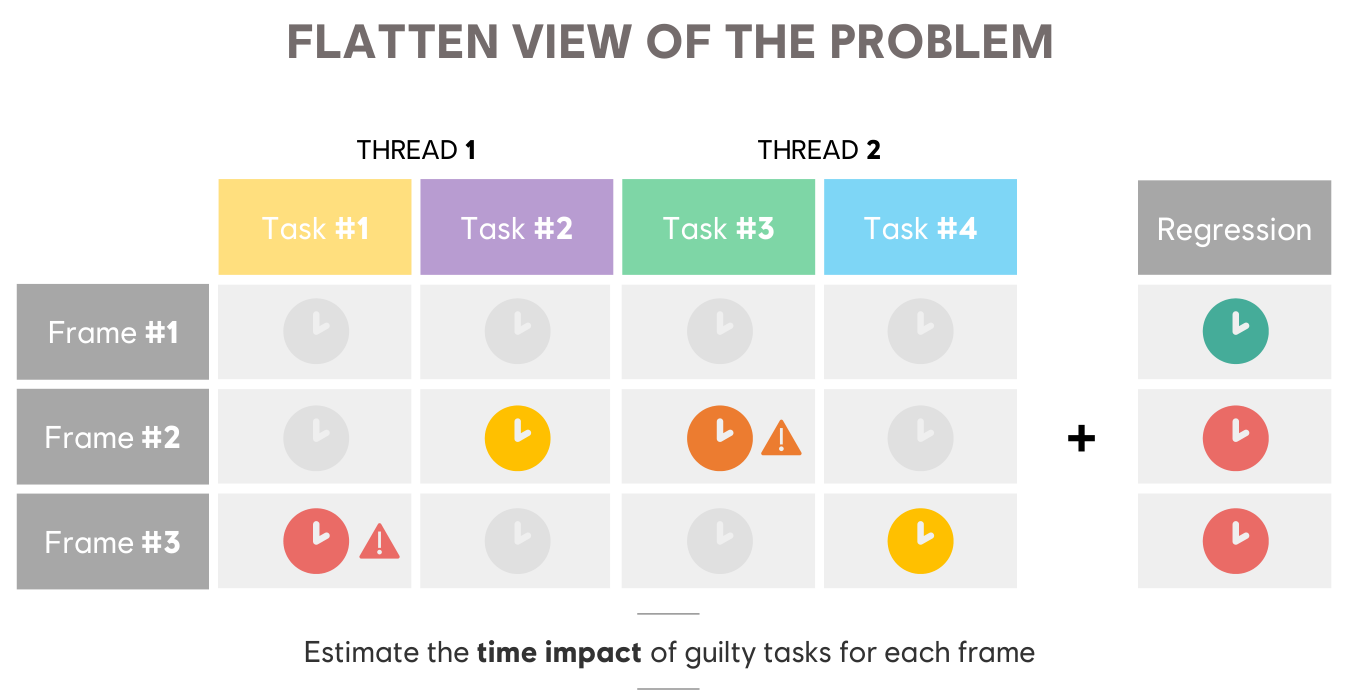 FLATTEN VIEW OF THE PROBLEM
THREAD 1
THREAD 2
Task #1
Task #2
Task #3
Task #4
Regression
Frame #1
Frame #2
+
Frame #3
Estimate the time impact of guilty tasks for each frame